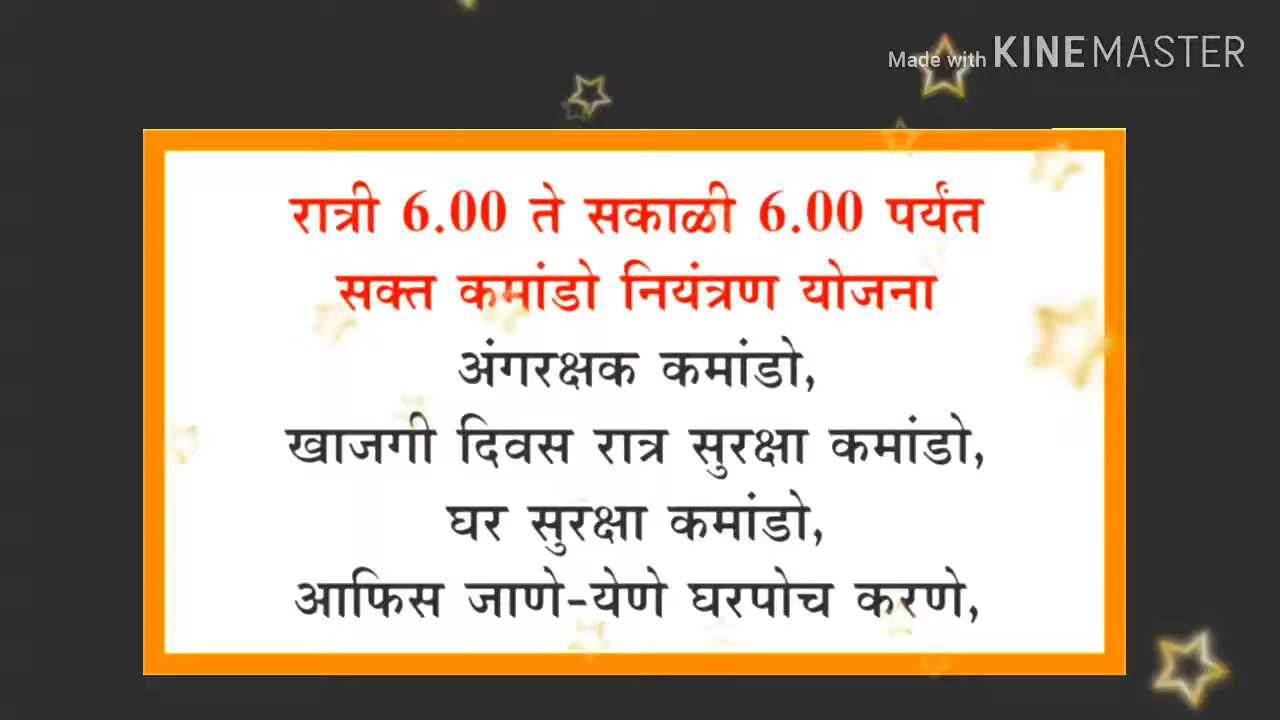 Made with KINEMASTER
रात्री 6.00 ते सकाळी 6.00 पर्यंत
सक्त कमांडो नियंत्रण योजना
अंगरक्षक कमांडो,
खाजगी दिवस रात्र सुरक्षा कमांडो,
घर सुरक्षा कमांडो,
आफिस जाणे-येणे घरपोच करणे,